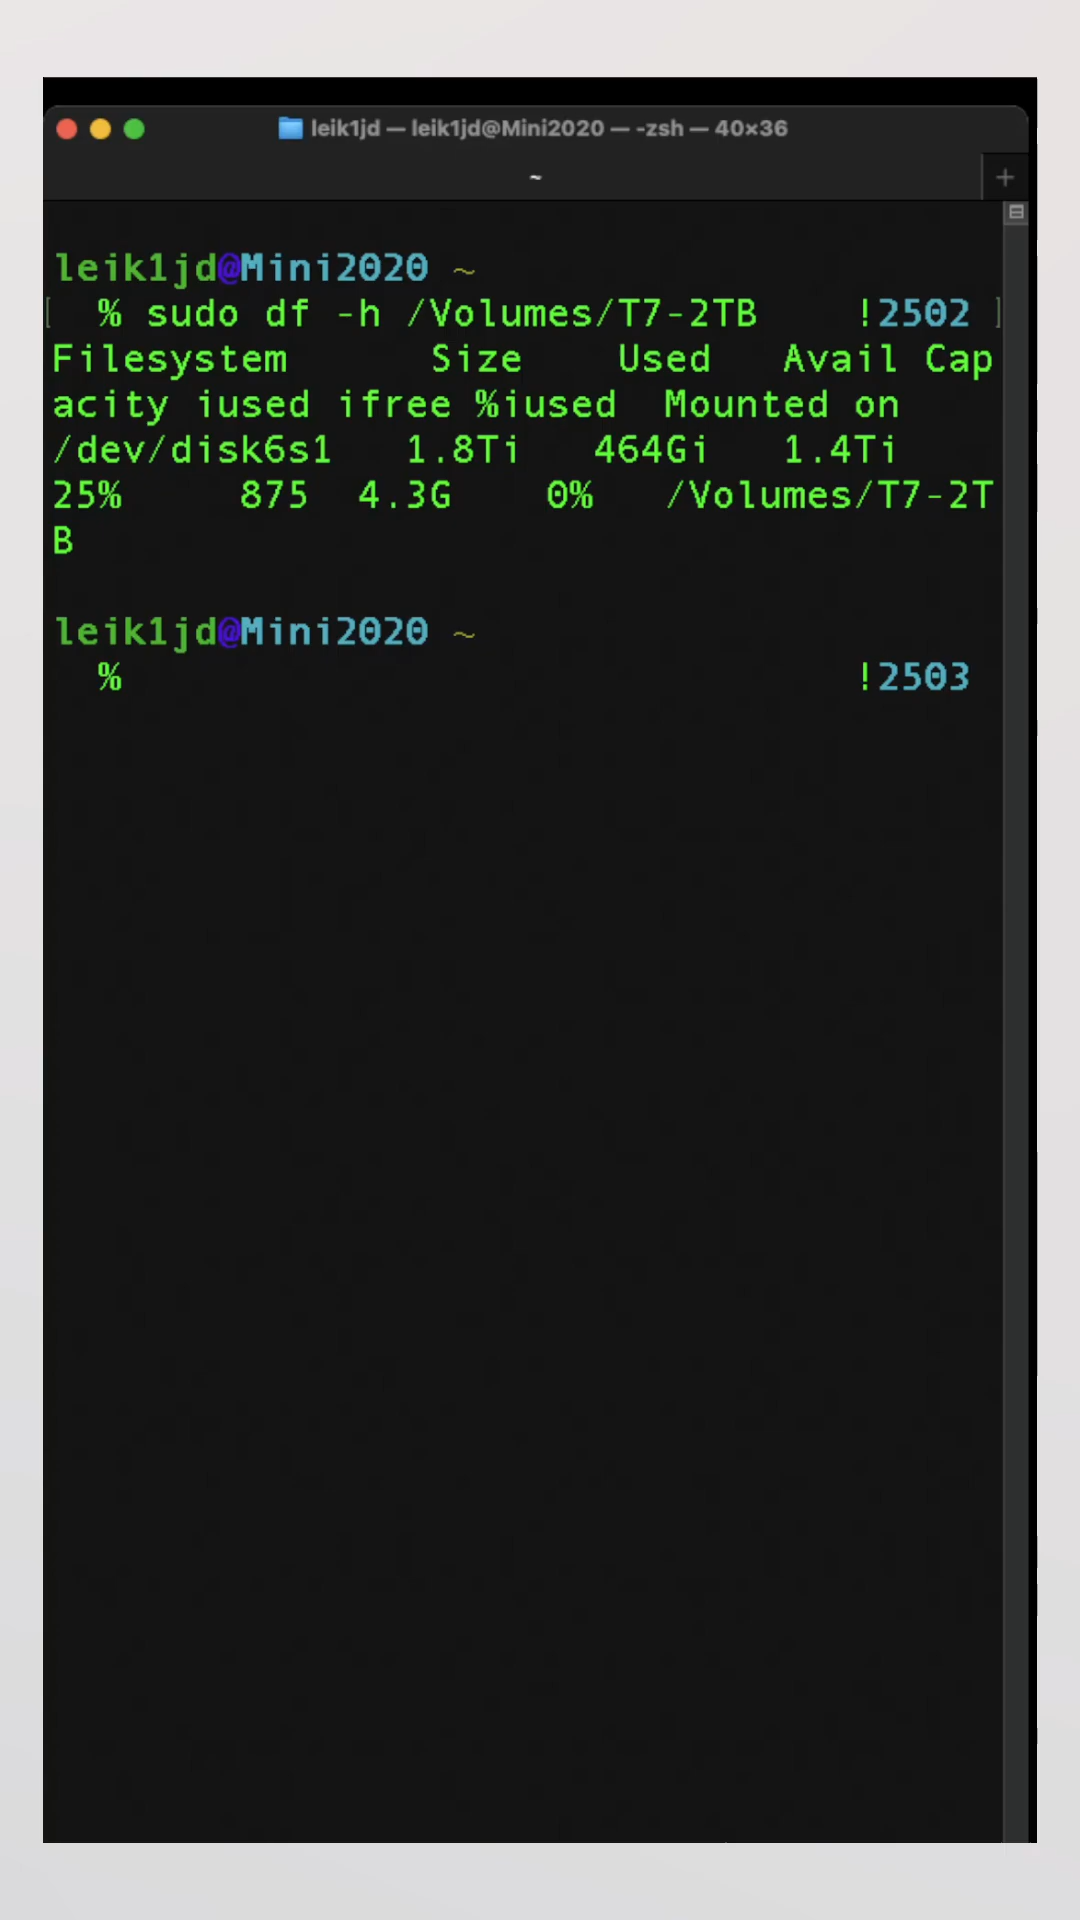 leik1jd — leik1jd@Mini2020 — -zsh — 40×36
~
+
leik1jd@Mini2020 ~
[ % sudo df -h /Volumes/T7-2TB !2502 ]
Filesystem Size Used Avail Cap
acity iused ifree %iused Mounted on
/dev/disk6s1 1.8Ti 464Gi 1.4Ti
25% 875 4.3G 0% /Volumes/T7-2T
B
leik1jd@Mini2020 ~
% !2503